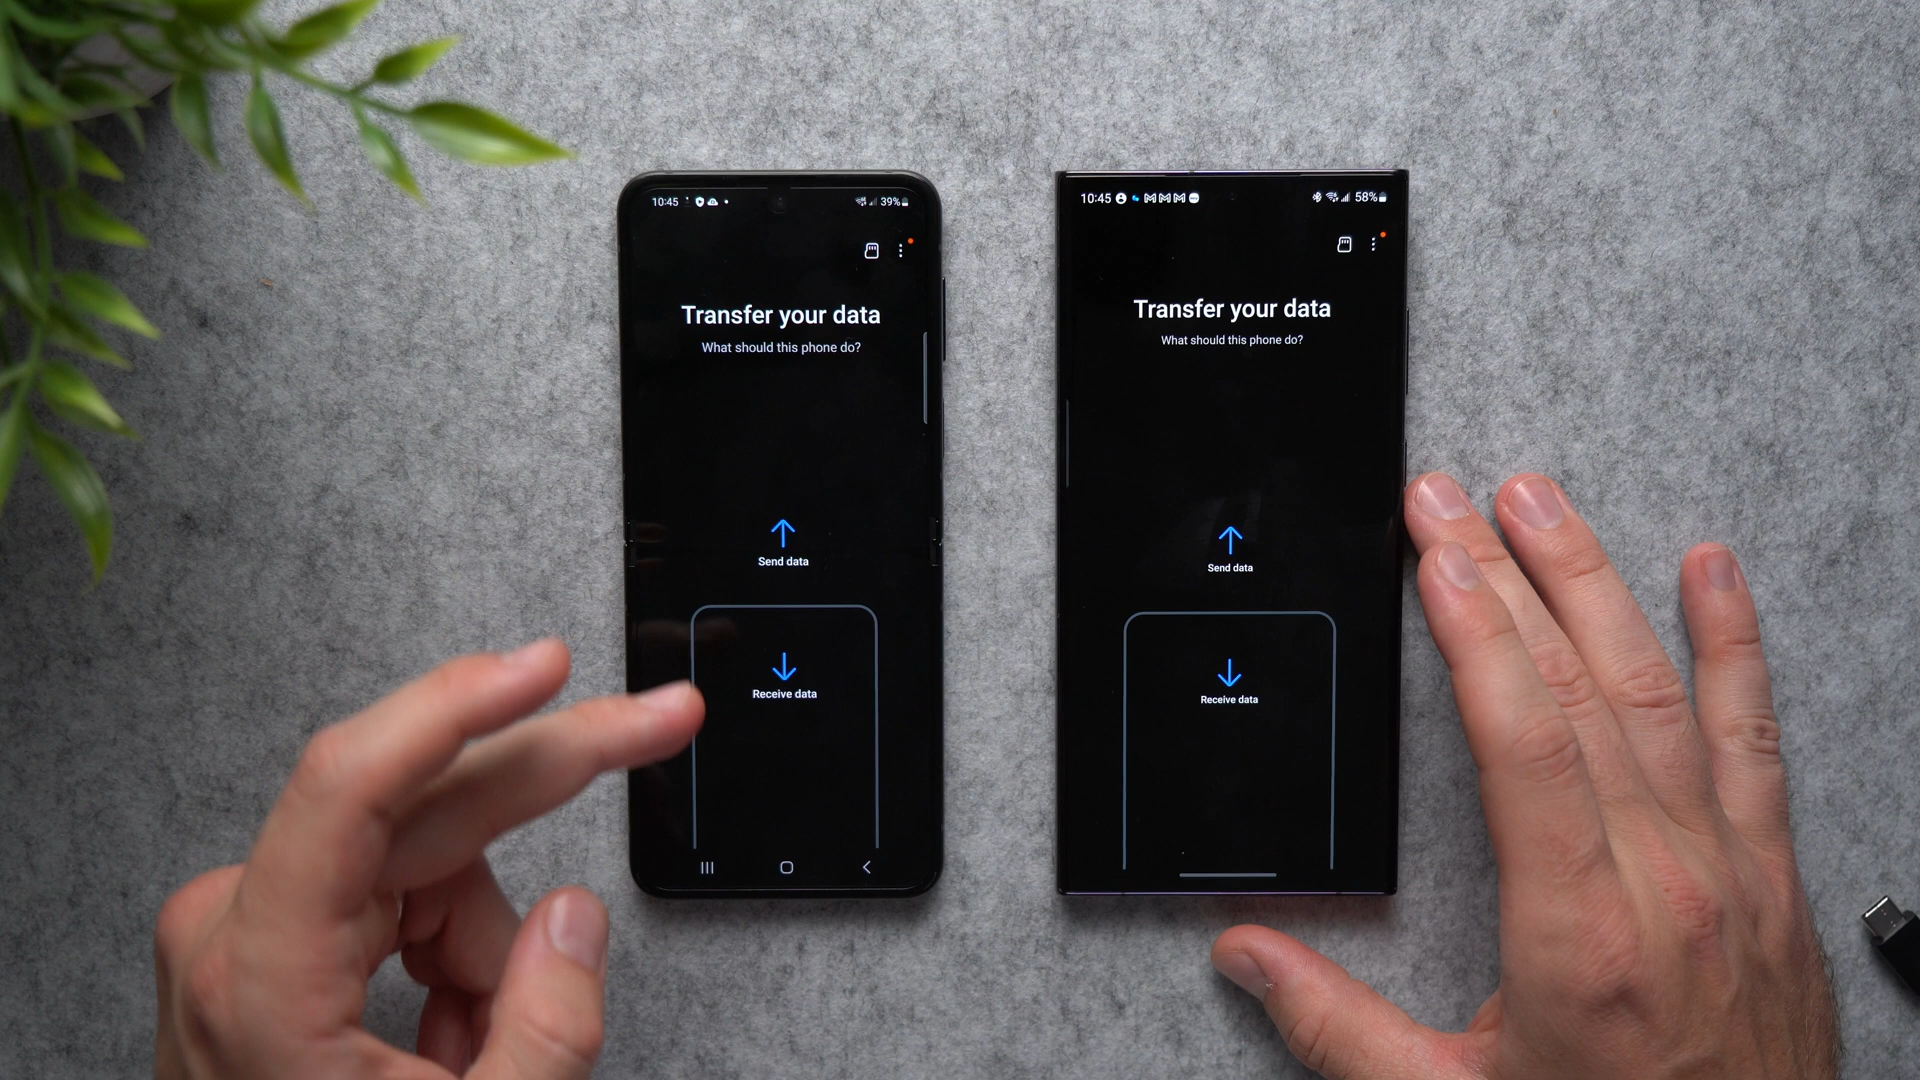 10:45
39%
Transfer your data
What should this phone do?
Send data
Receive data
10:45
58%
Transfer your data
What should this phone do?
Send data
Receive data